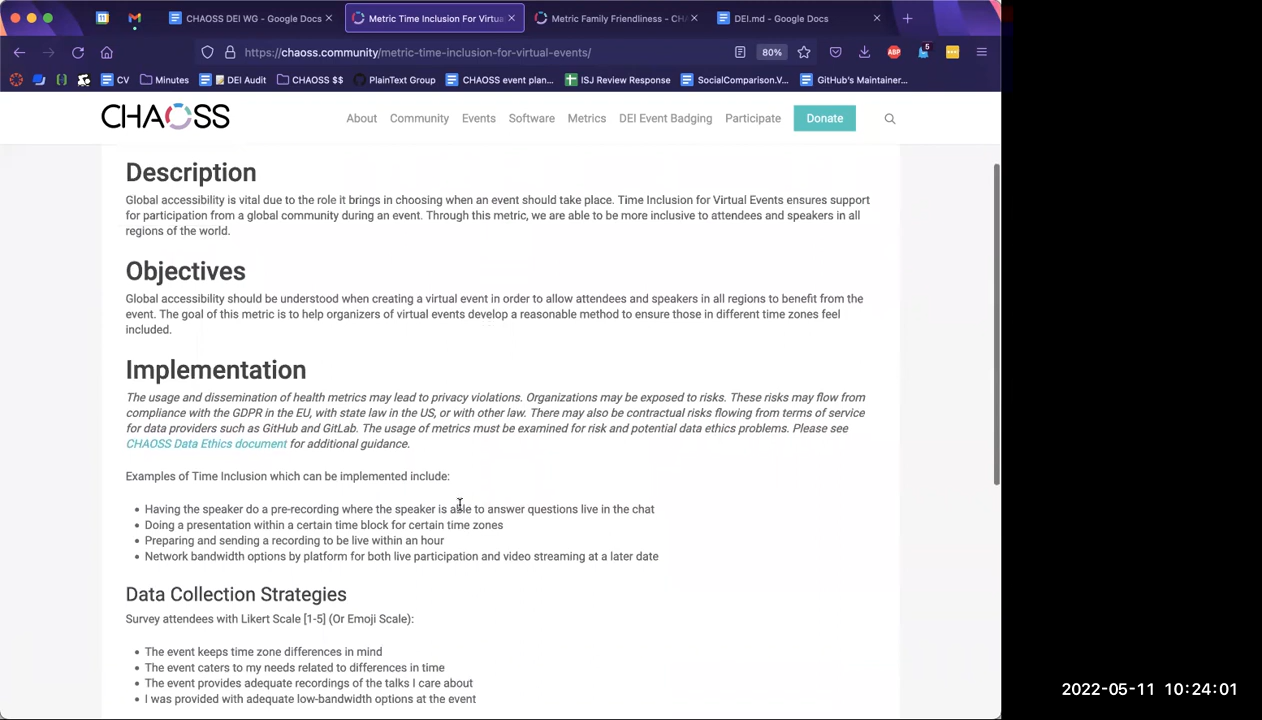 CHAOSS DEI WG - Google Docs
Metric Time Inclusion For Virtua
Metric Family Friendliness - CHA
DEI.md - Google Docs
https://chaoss.community/metric-time-inclusion-for-virtual-events/
80%
ABP
5
CV
Minutes
DEI Audit
CHAOSS $$
PlainText Group
CHAOSS event plan...
ISJ Review Response
SocialComparison.V...
GitHub's Maintainer...
CHAOSS
About
Community
Events
Software
Metrics
DEI Event Badging
Participate
Donate
Description
Global accessibility is vital due to the role it brings in choosing when an event should take place. Time Inclusion for Virtual Events ensures support
for participation from a global community during an event. Through this metric, we are able to be more inclusive to attendees and speakers in all
regions of the world.
Objectives
Global accessibility should be understood when creating a virtual event in order to allow attendees and speakers in all regions to benefit from the
event. The goal of this metric is to help organizers of virtual events develop a reasonable method to ensure those in different time zones feel
included.
Implementation
The usage and dissemination of health metrics may lead to privacy violations. Organizations may be exposed to risks. These risks may flow from
compliance with the GDPR in the EU, with state law in the US, or with other law. There may also be contractual risks flowing from terms of service
for data providers such as GitHub and GitLab. The usage of metrics must be examined for risk and potential data ethics problems. Please see
CHAOSS Data Ethics document for additional guidance.
Examples of Time Inclusion which can be implemented include:
• Having the speaker do a pre-recording where the speaker is able to answer questions live in the chat
• Doing a presentation within a certain time block for certain time zones
• Preparing and sending a recording to be live within an hour
• Network bandwidth options by platform for both live participation and video streaming at a later date
Data Collection Strategies
Survey attendees with Likert Scale [1-5] (Or Emoji Scale):
• The event keeps time zone differences in mind
• The event caters to my needs related to differences in time
• The event provides adequate recordings of the talks I care about
• I was provided with adequate low-bandwidth options at the event
2022-05-11 10:24:01